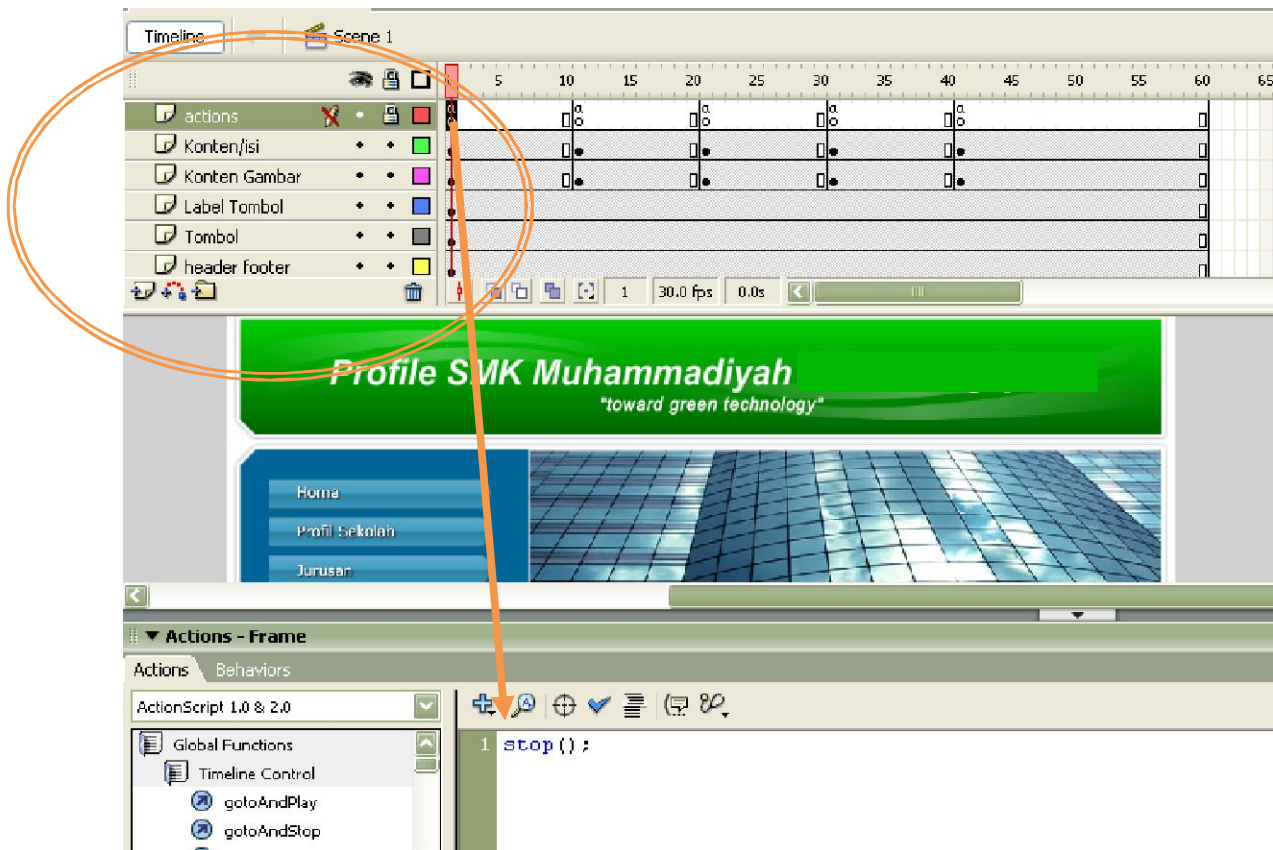 Timeline Scene 1
5 10 15 20 25 30 35 40 45 50 55 60 65
actions
Konten/isi
Konten Gambar
Label Tombol
Tombol
header footer
1 30.0 fps 0.0s
Profile SMK Muhammadiyah
"toward green technology"
Home
Profil Sekolah
Jurusan
Actions - Frame
Actions Behaviors
ActionScript 1.0 & 2.0
1 stop();
Global Functions
Timeline Control
gotoAndPlay
gotoAndStop